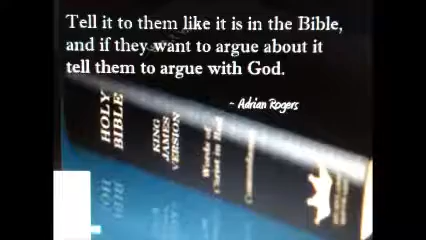 Tell it to them like it is in the Bible,
and if they want to argue about it
tell them to argue with God.
~ Adrian Rogers
HOLY
BIBLE
KING
JAMES
VERSION
Words of
Christ in Red